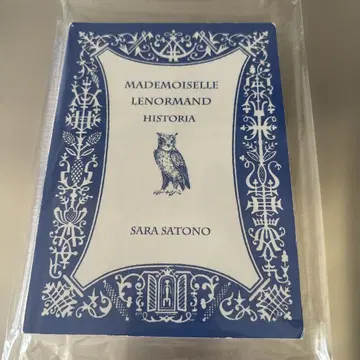 MADEMOISELLE
LENORMAND
HISTORIA
SARA SATONO